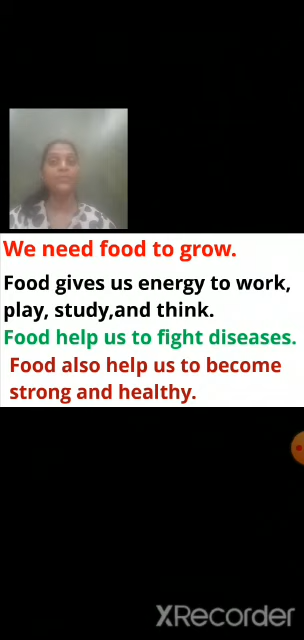 We need food to grow.
Food gives us energy to work,
play, study,and think.
Food help us to fight diseases.
Food also help us to become
strong and healthy.
XRecorder